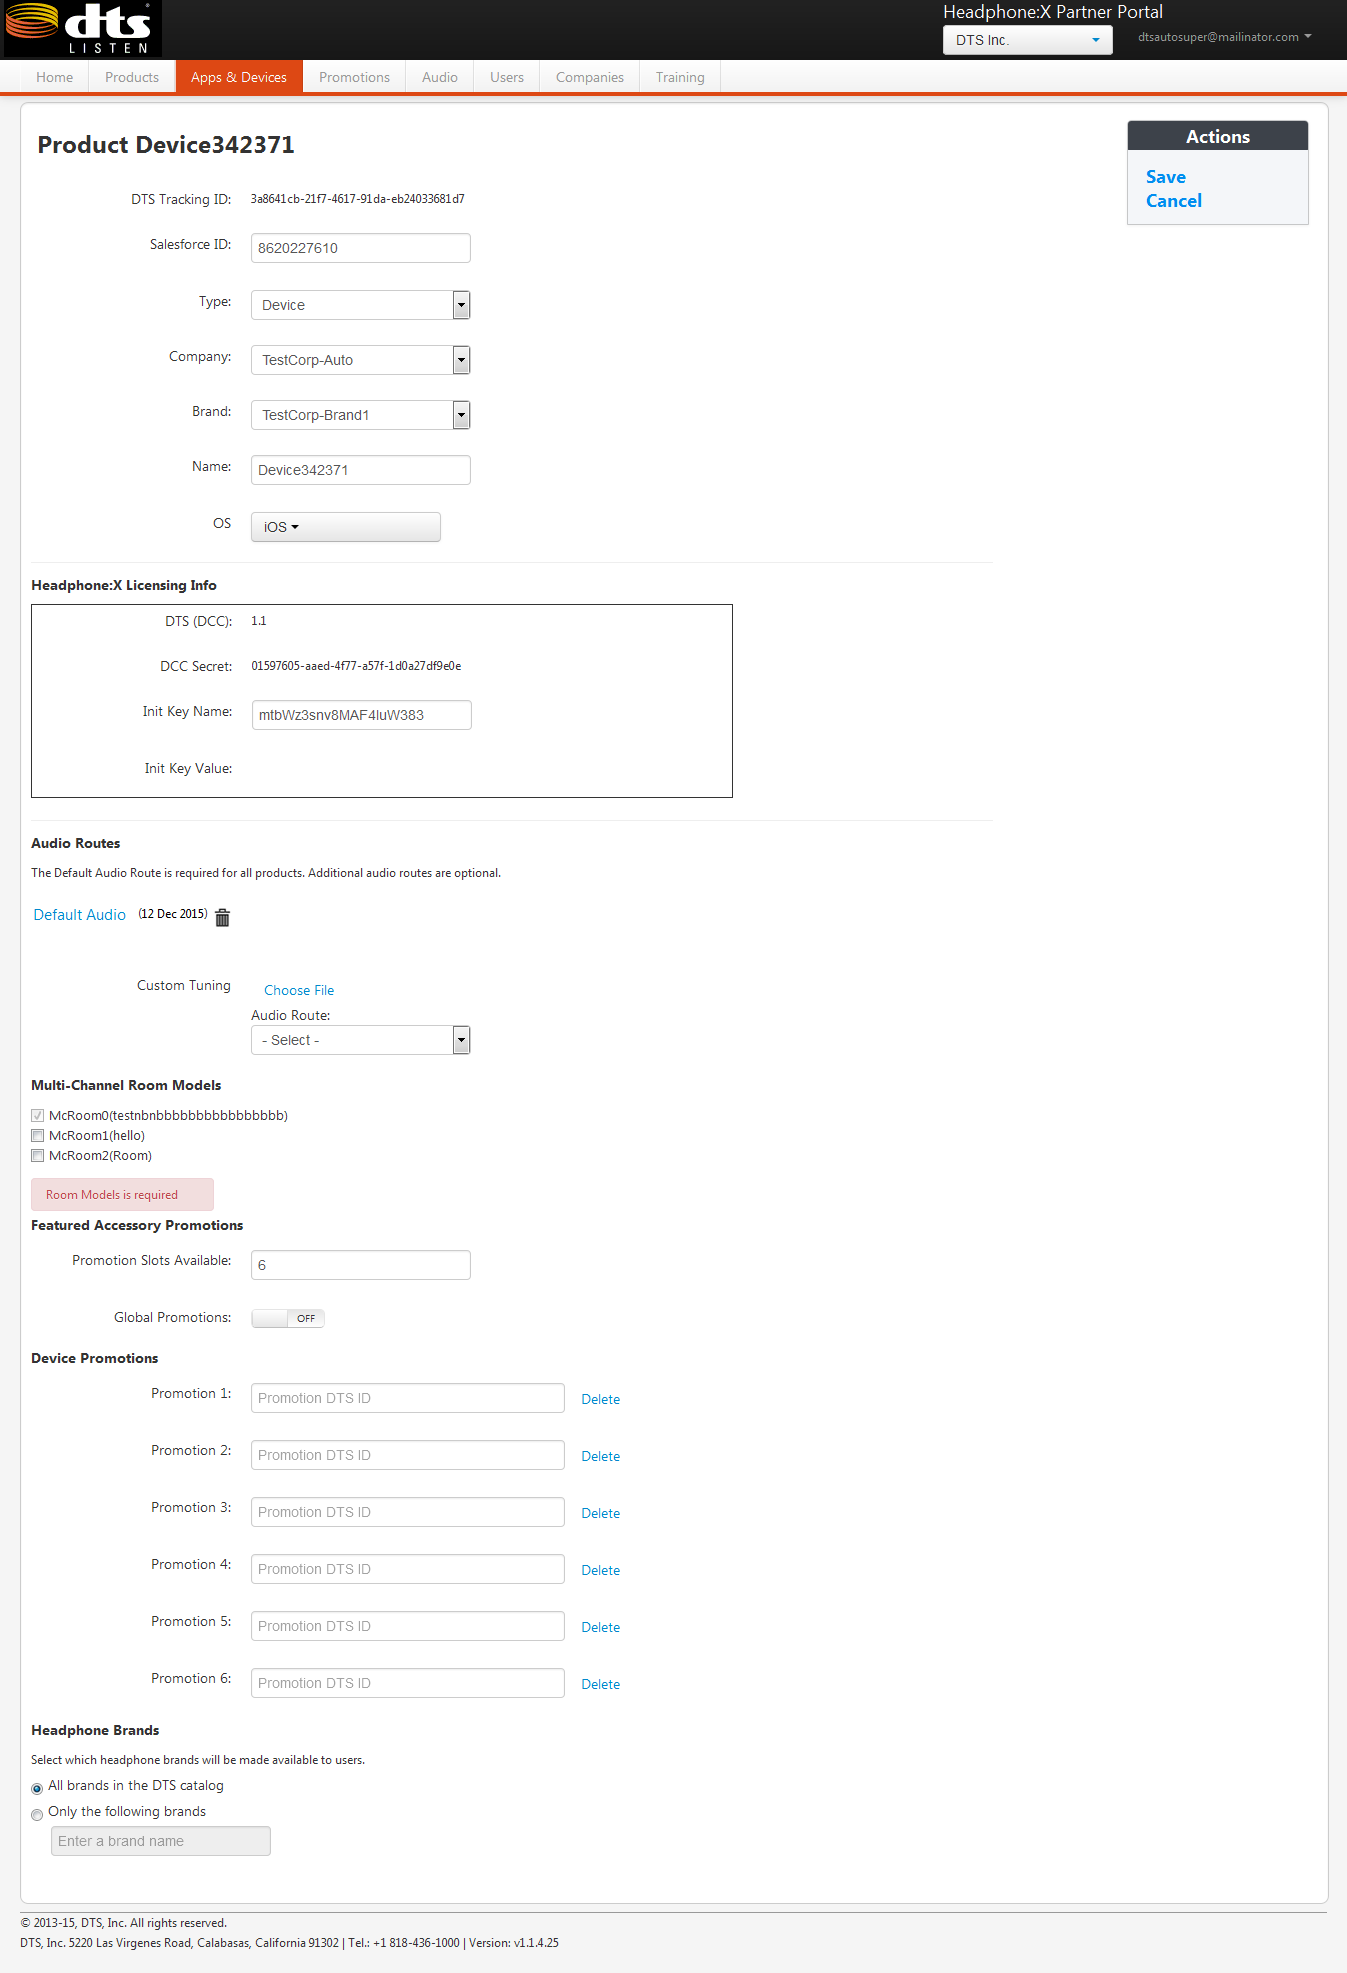 dts
LISTEN
Headphone:X Partner Portal
DTS Inc.
dtsautosuper@mailinator.com
Home Products Apps & Devices Promotions Audio Users Companies Training
Product Device342371
Actions
Save
Cancel
DTS Tracking ID: 3a8641cb-21f7-4617-91da-eb24033681d7
Salesforce ID: 8620227610
Type: Device
Company: TestCorp-Auto
Brand: TestCorp-Brand1
Name: Device342371
OS iOS
Headphone:X Licensing Info
DTS (DCC): 1.1
DCC Secret: 01597605-aaed-4f77-a57f-1d0a27df9e0e
Init Key Name: mtbWz3snv8MAF4luW383
Init Key Value:
Audio Routes
The Default Audio Route is required for all products. Additional audio routes are optional.
Default Audio (12 Dec 2015)
Custom Tuning Choose File
Audio Route:
- Select -
Multi-Channel Room Models
McRoom0(testnbnbbbbbbbbbbbbbbbb)
McRoom1(hello)
McRoom2(Room)
Room Models is required
Featured Accessory Promotions
Promotion Slots Available: 6
Global Promotions: OFF
Device Promotions
Promotion 1: Promotion DTS ID Delete
Promotion 2: Promotion DTS ID Delete
Promotion 3: Promotion DTS ID Delete
Promotion 4: Promotion DTS ID Delete
Promotion 5: Promotion DTS ID Delete
Promotion 6: Promotion DTS ID Delete
Headphone Brands
Select which headphone brands will be made available to users.
All brands in the DTS catalog
Only the following brands
Enter a brand name
© 2013-15, DTS, Inc. All rights reserved.
DTS, Inc. 5220 Las Virgenes Road, Calabasas, California 91302 | Tel.: +1 818-436-1000 | Version: v1.1.4.25